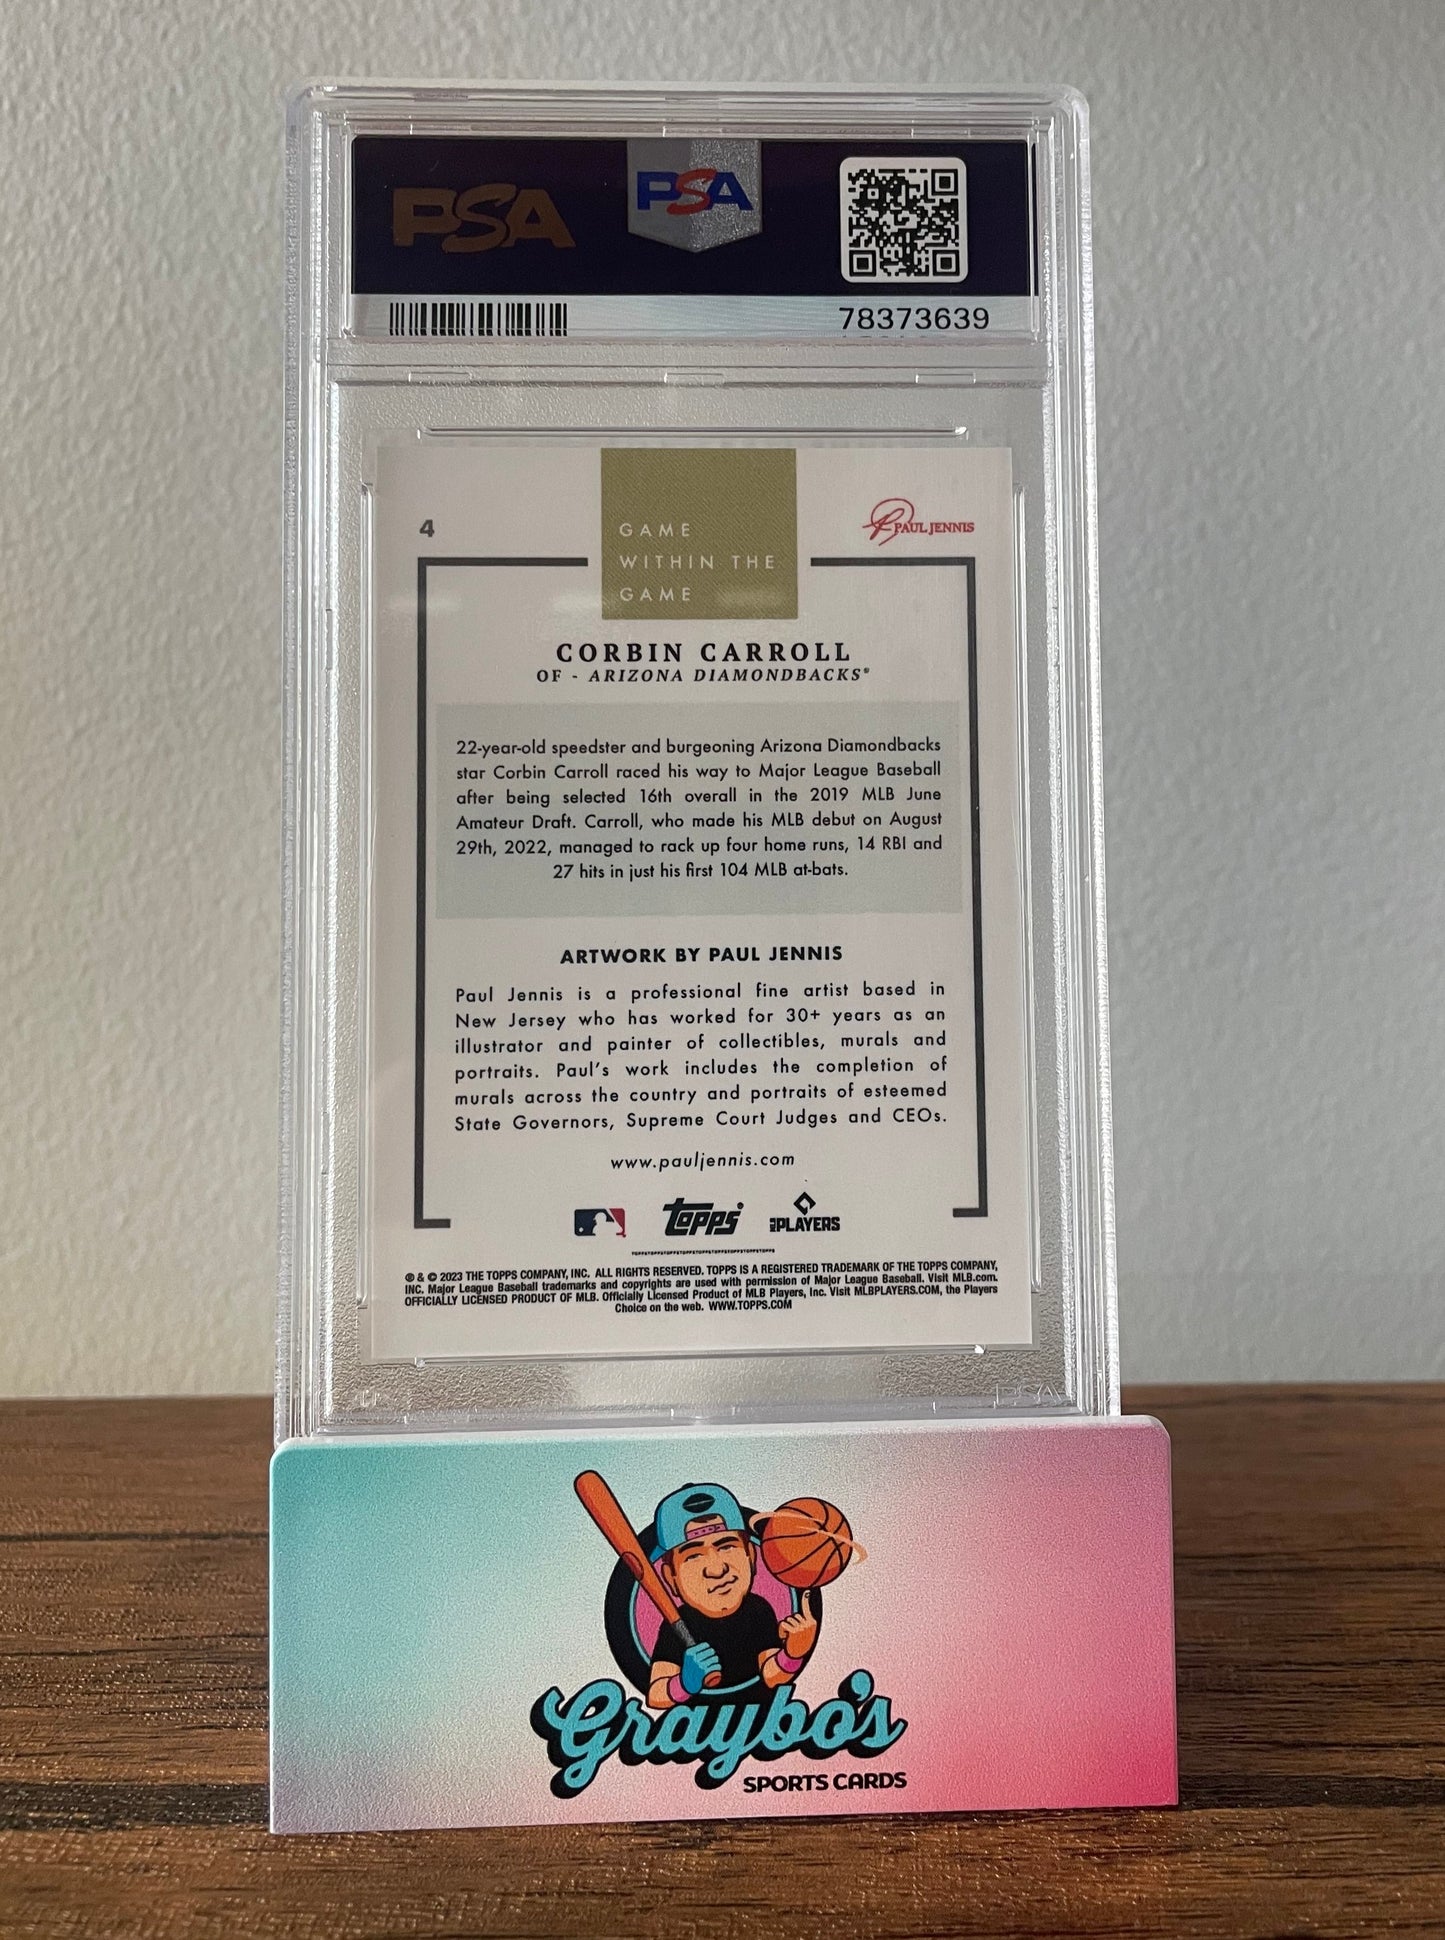 PSA
PSA
78373639
4
GAME
WITHIN THE
GAME
PAUL JENNIS
CORBIN CARROLL
OF - ARIZONA DIAMONDBACKS®
22-year-old speedster and burgeoning Arizona Diamondbacks
star Corbin Carroll raced his way to Major League Baseball
after being selected 16th overall in the 2019 MLB June
Amateur Draft. Carroll, who made his MLB debut on August
29th, 2022, managed to rack up four home runs, 14 RBI and
27 hits in just his first 104 MLB at-bats.
ARTWORK BY PAUL JENNIS
Paul Jennis is a professional fine artist based in
New Jersey who has worked for 30+ years as an
illustrator and painter of collectibles, murals and
portraits. Paul's work includes the completion of
murals across the country and portraits of esteemed
State Governors, Supreme Court Judges and CEOs.
www.pauljennis.com
Topps®
MLB PLAYERS
TOPPSTOPPSTOPPSTOPPSTOPPSTOPPSTOPPSTOPPSTOPPS
® & © 2023 THE TOPPS COMPANY, INC. ALL RIGHTS RESERVED. TOPPS IS A REGISTERED TRADEMARK OF THE TOPPS COMPANY,
INC. Major League Baseball trademarks and copyrights are used with permission of Major League Baseball. Visit MLB.com.
OFFICIALLY LICENSED PRODUCT OF MLB. Officially Licensed Product of MLB Players, Inc. Visit MLBPLAYERS.COM, the Players
Choice on the web. WWW.TOPPS.COM
PSA
Graybo's
SPORTS CARDS